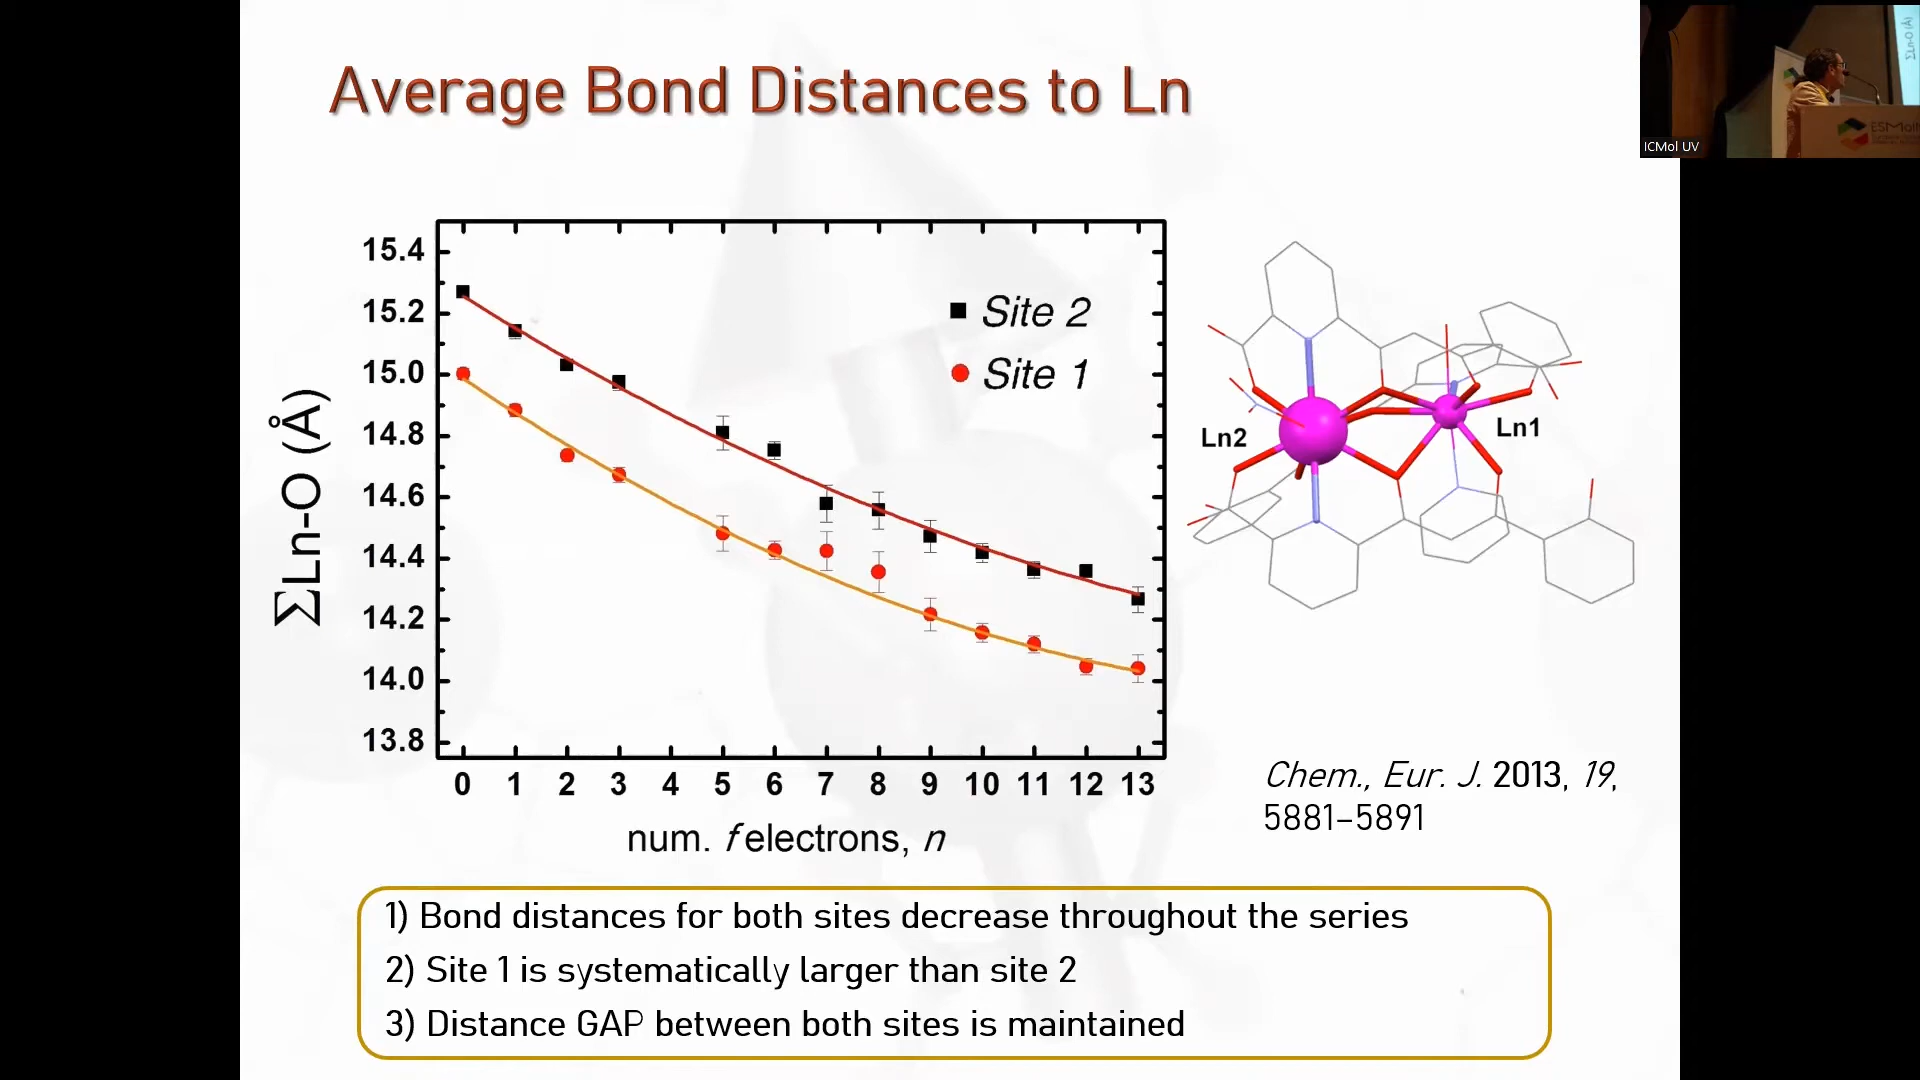 Average Bond Distances to Ln
ΣLn-O (Å)
ICMol UV
ESMolN
15.4
15.2
15.0
14.8
14.6
14.4
14.2
14.0
13.8
Site 2
Site 1
0 1 2 3 4 5 6 7 8 9 10 11 12 13
num. f electrons, n
Ln2
Ln1
Chem., Eur. J. 2013, 19,
5881–5891
1) Bond distances for both sites decrease throughout the series
2) Site 1 is systematically larger than site 2
3) Distance GAP between both sites is maintained
ΣLn-O (Å)